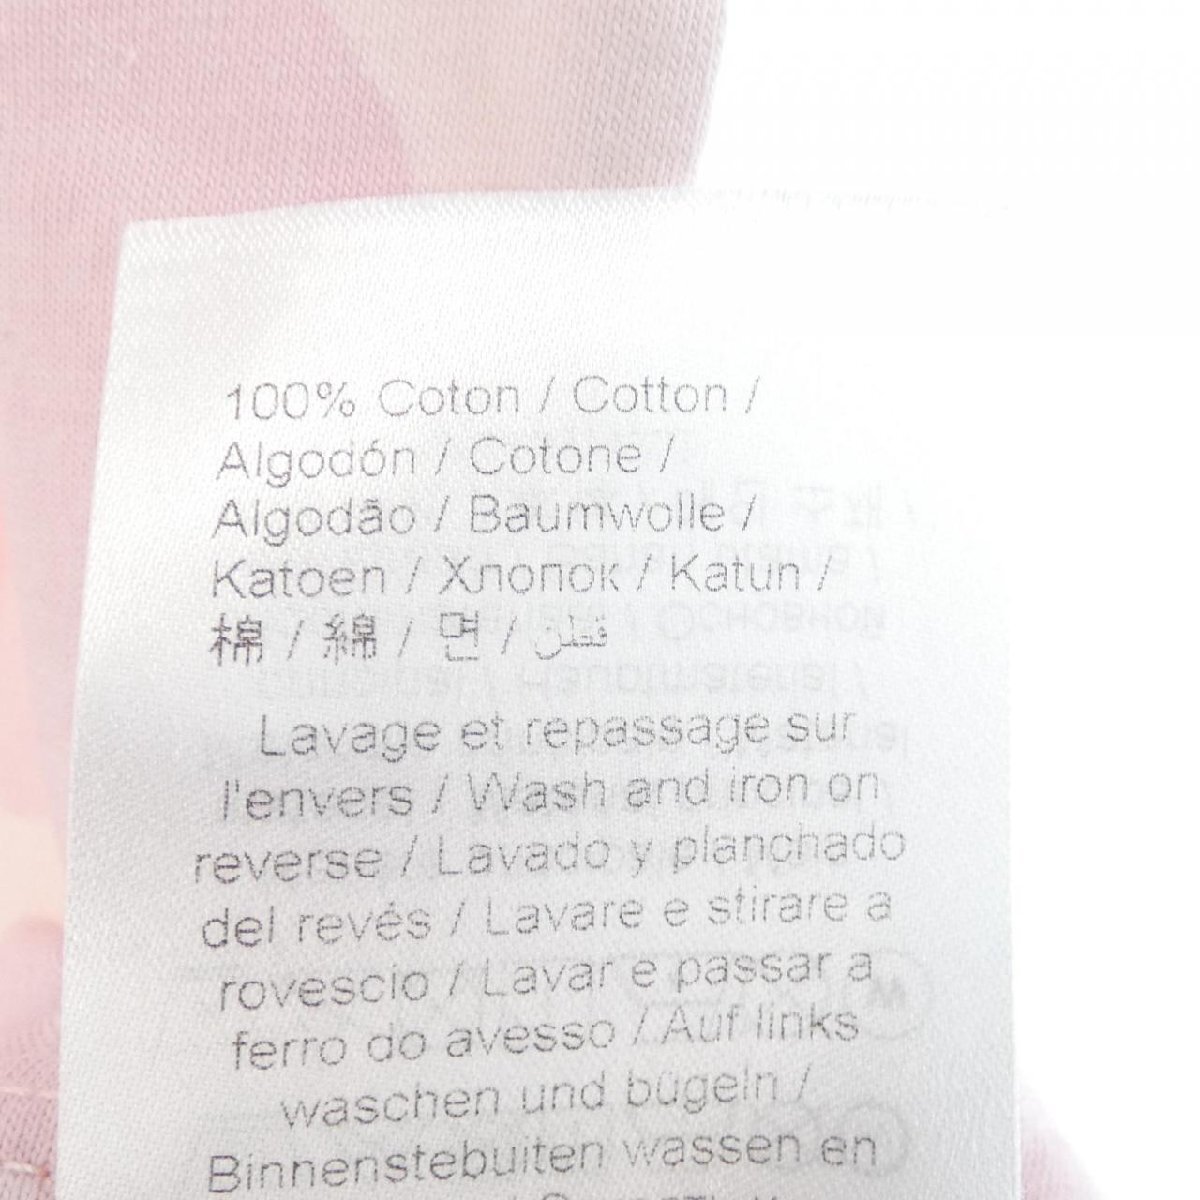 100% Coton / Cotton /
Algodón / Cotone /
Algodão / Baumwolle /
Katoen / Хлопок / Katun /
棉 / 綿 / 면 / قطن
Lavage et repassage sur
l'envers / Wash and iron on
reverse / Lavado y planchado
del revés / Lavare e stirare a
rovescio / Lavar e passar a
ferro do avesso / Auf links
waschen und bügeln /
Binnenstebuiten wassen en